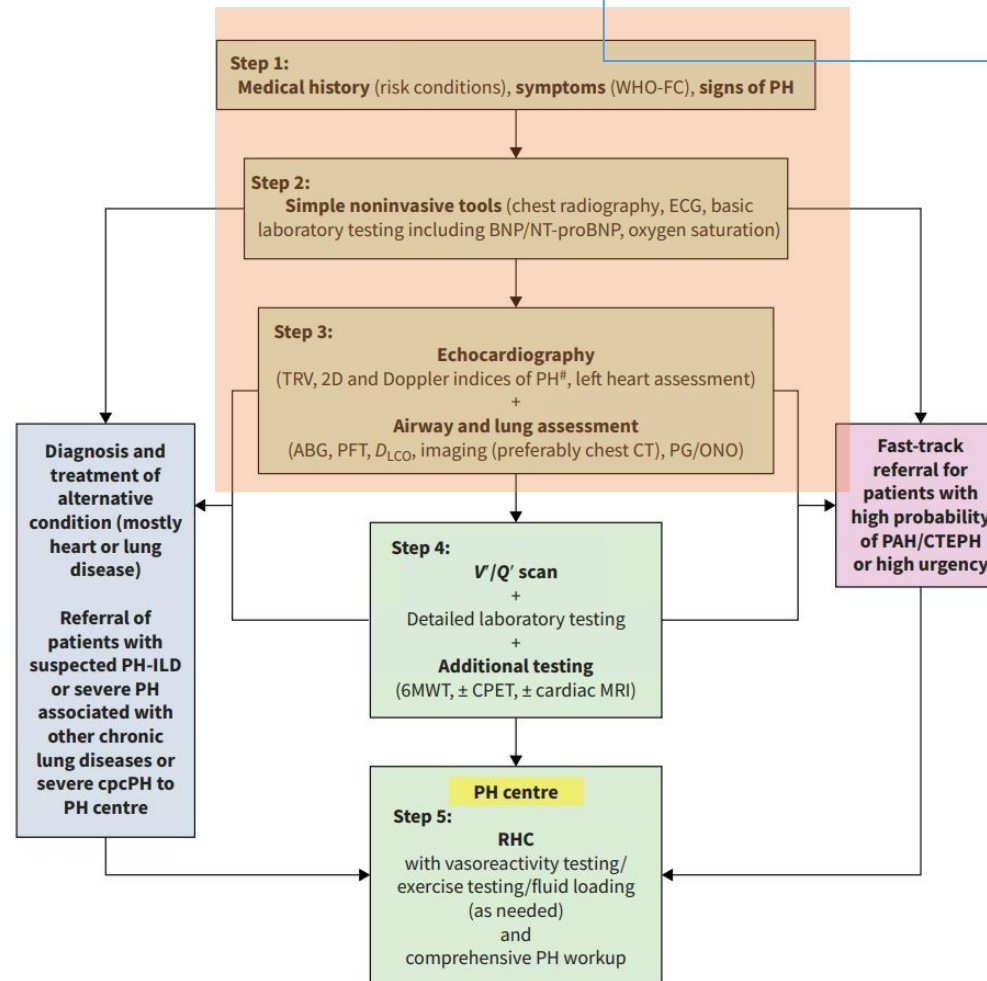 Step 1:
Medical history (risk conditions), symptoms (WHO-FC), signs of PH
Step 2:
Simple noninvasive tools (chest radiography, ECG, basic
laboratory testing including BNP/NT-proBNP, oxygen saturation)
Step 3:
Echocardiography
(TRV, 2D and Doppler indices of PH#, left heart assessment)
+
Airway and lung assessment
(ABG, PFT, DLCO, imaging (preferably chest CT), PG/ONO)
Diagnosis and
treatment of
alternative
condition (mostly
heart or lung
disease)
Referral of
patients with
suspected PH-ILD
or severe PH
associated with
other chronic
lung diseases or
severe cpcPH to
PH centre
Fast-track
referral for
patients with
high probability
of PAH/CTEPH
or high urgency
Step 4:
V′/Q′ scan
+
Detailed laboratory testing
+
Additional testing
(6MWT, ± CPET, ± cardiac MRI)
PH centre
Step 5:
RHC
with vasoreactivity testing/
exercise testing/fluid loading
(as needed)
and
comprehensive PH workup